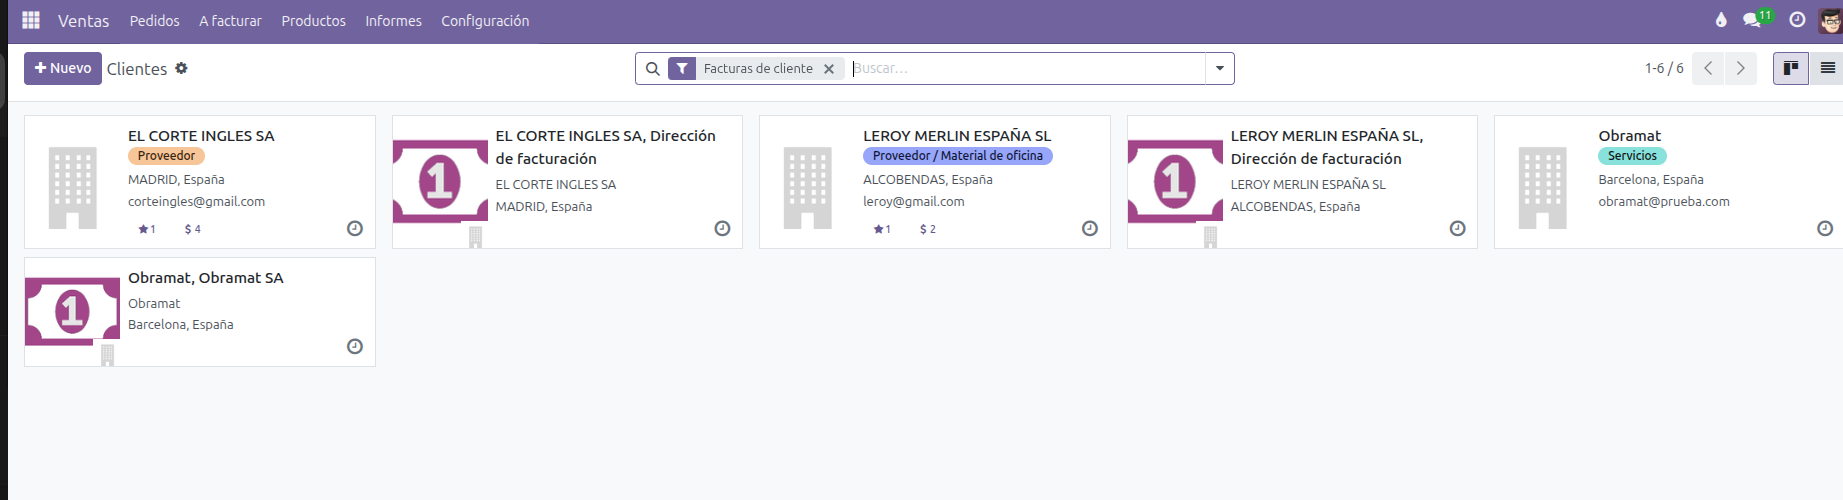 Ventas Pedidos A facturar Productos Informes Configuración 11
Nuevo Clientes Facturas de cliente Buscar... 1-6 / 6
EL CORTE INGLES SA
Proveedor
MADRID, España
corteingles@gmail.com
1 $ 4
1
EL CORTE INGLES SA, Dirección
de facturación
EL CORTE INGLES SA
MADRID, España
LEROY MERLIN ESPAÑA SL
Proveedor / Material de oficina
ALCOBENDAS, España
leroy@gmail.com
1 $ 2
1
LEROY MERLIN ESPAÑA SL,
Dirección de facturación
LEROY MERLIN ESPAÑA SL
ALCOBENDAS, España
Obramat
Servicios
Barcelona, España
obramat@prueba.com
1
Obramat, Obramat SA
Obramat
Barcelona, España